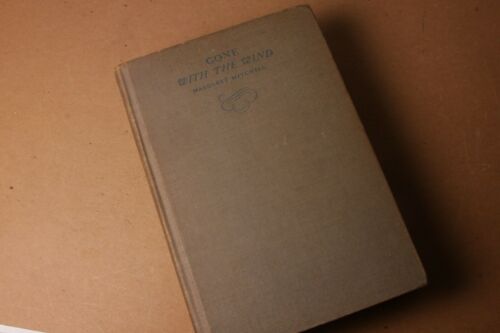 GONE
WITH THE WIND
MARGARET MITCHELL